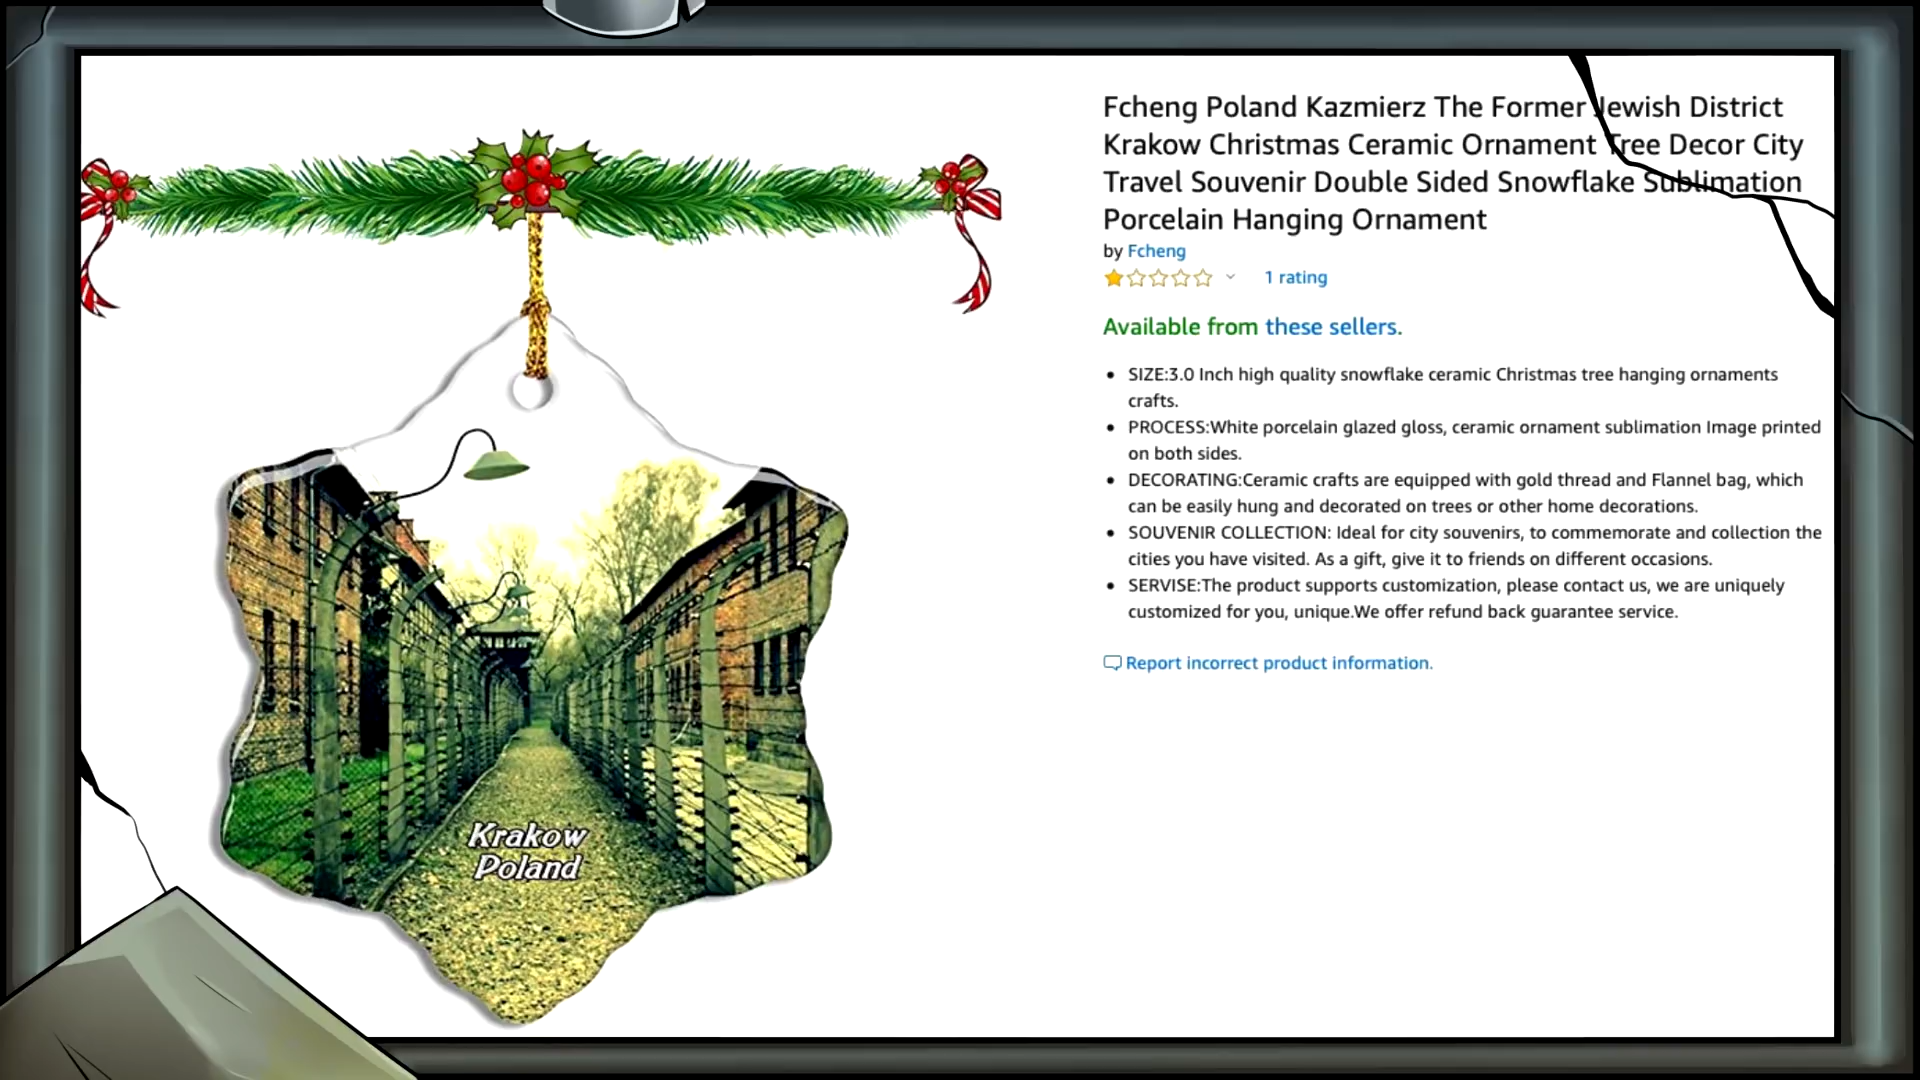 Fcheng Poland Kazmierz The Former Jewish District
Krakow Christmas Ceramic Ornament Tree Decor City
Travel Souvenir Double Sided Snowflake Sublimation
Porcelain Hanging Ornament
by Fcheng
1 rating
Available from these sellers.
SIZE:3.0 Inch high quality snowflake ceramic Christmas tree hanging ornaments
crafts.
PROCESS:White porcelain glazed gloss, ceramic ornament sublimation Image printed
on both sides.
DECORATING:Ceramic crafts are equipped with gold thread and Flannel bag, which
can be easily hung and decorated on trees or other home decorations.
SOUVENIR COLLECTION: Ideal for city souvenirs, to commemorate and collection the
cities you have visited. As a gift, give it to friends on different occasions.
SERVISE:The product supports customization, please contact us, we are uniquely
customized for you, unique.We offer refund back guarantee service.
Report incorrect product information.
Krakow
Poland